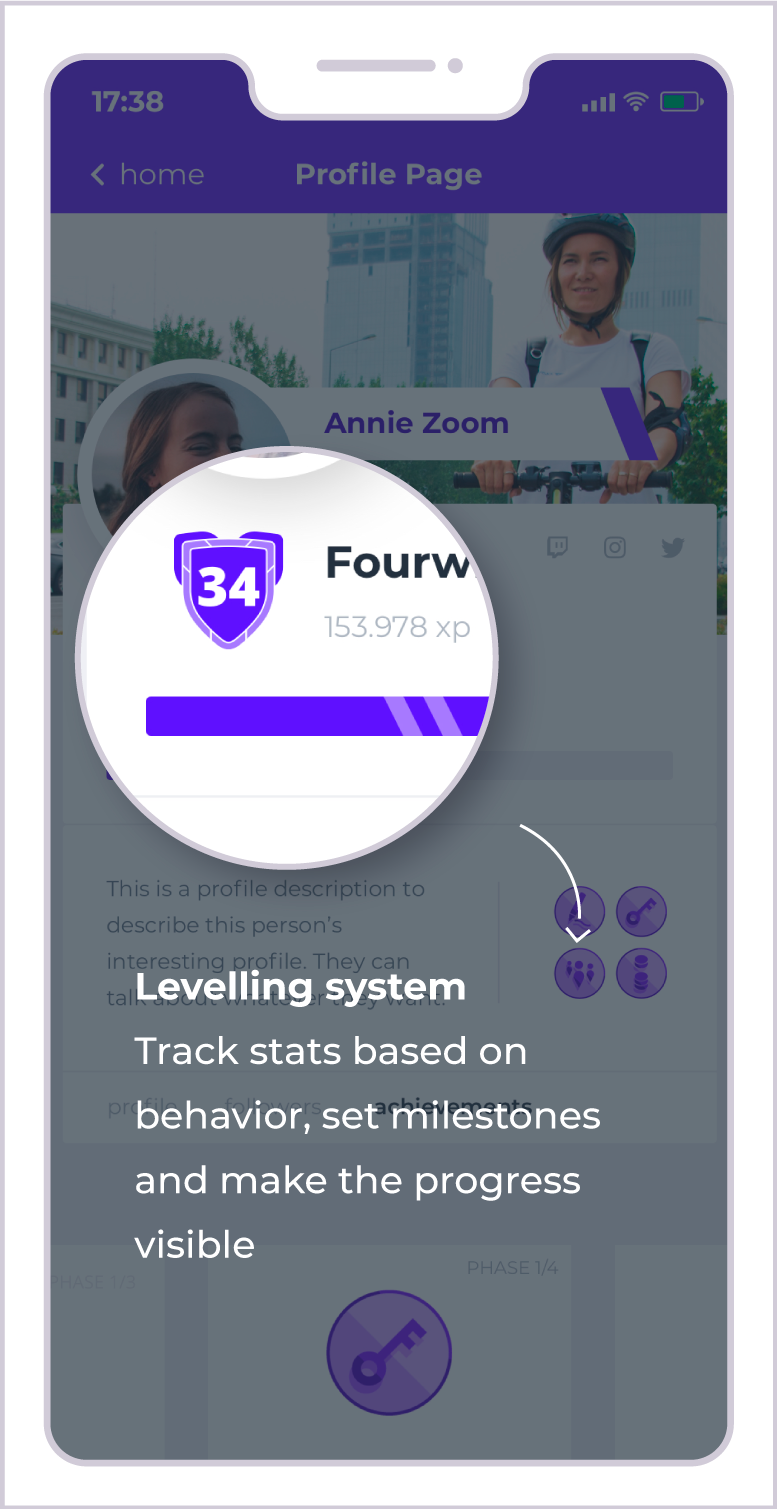 17:38
home
Profile Page
Annie Zoom
34
Fourw
153.978 xp
This is a profile description to
describe this person’s
interesting profile. They can
talk about whatever they want.
Levelling system
Track stats based on
profile followers achievements
behavior, set milestones
and make the progress
visible
PHASE 1/4
PHASE 1/3